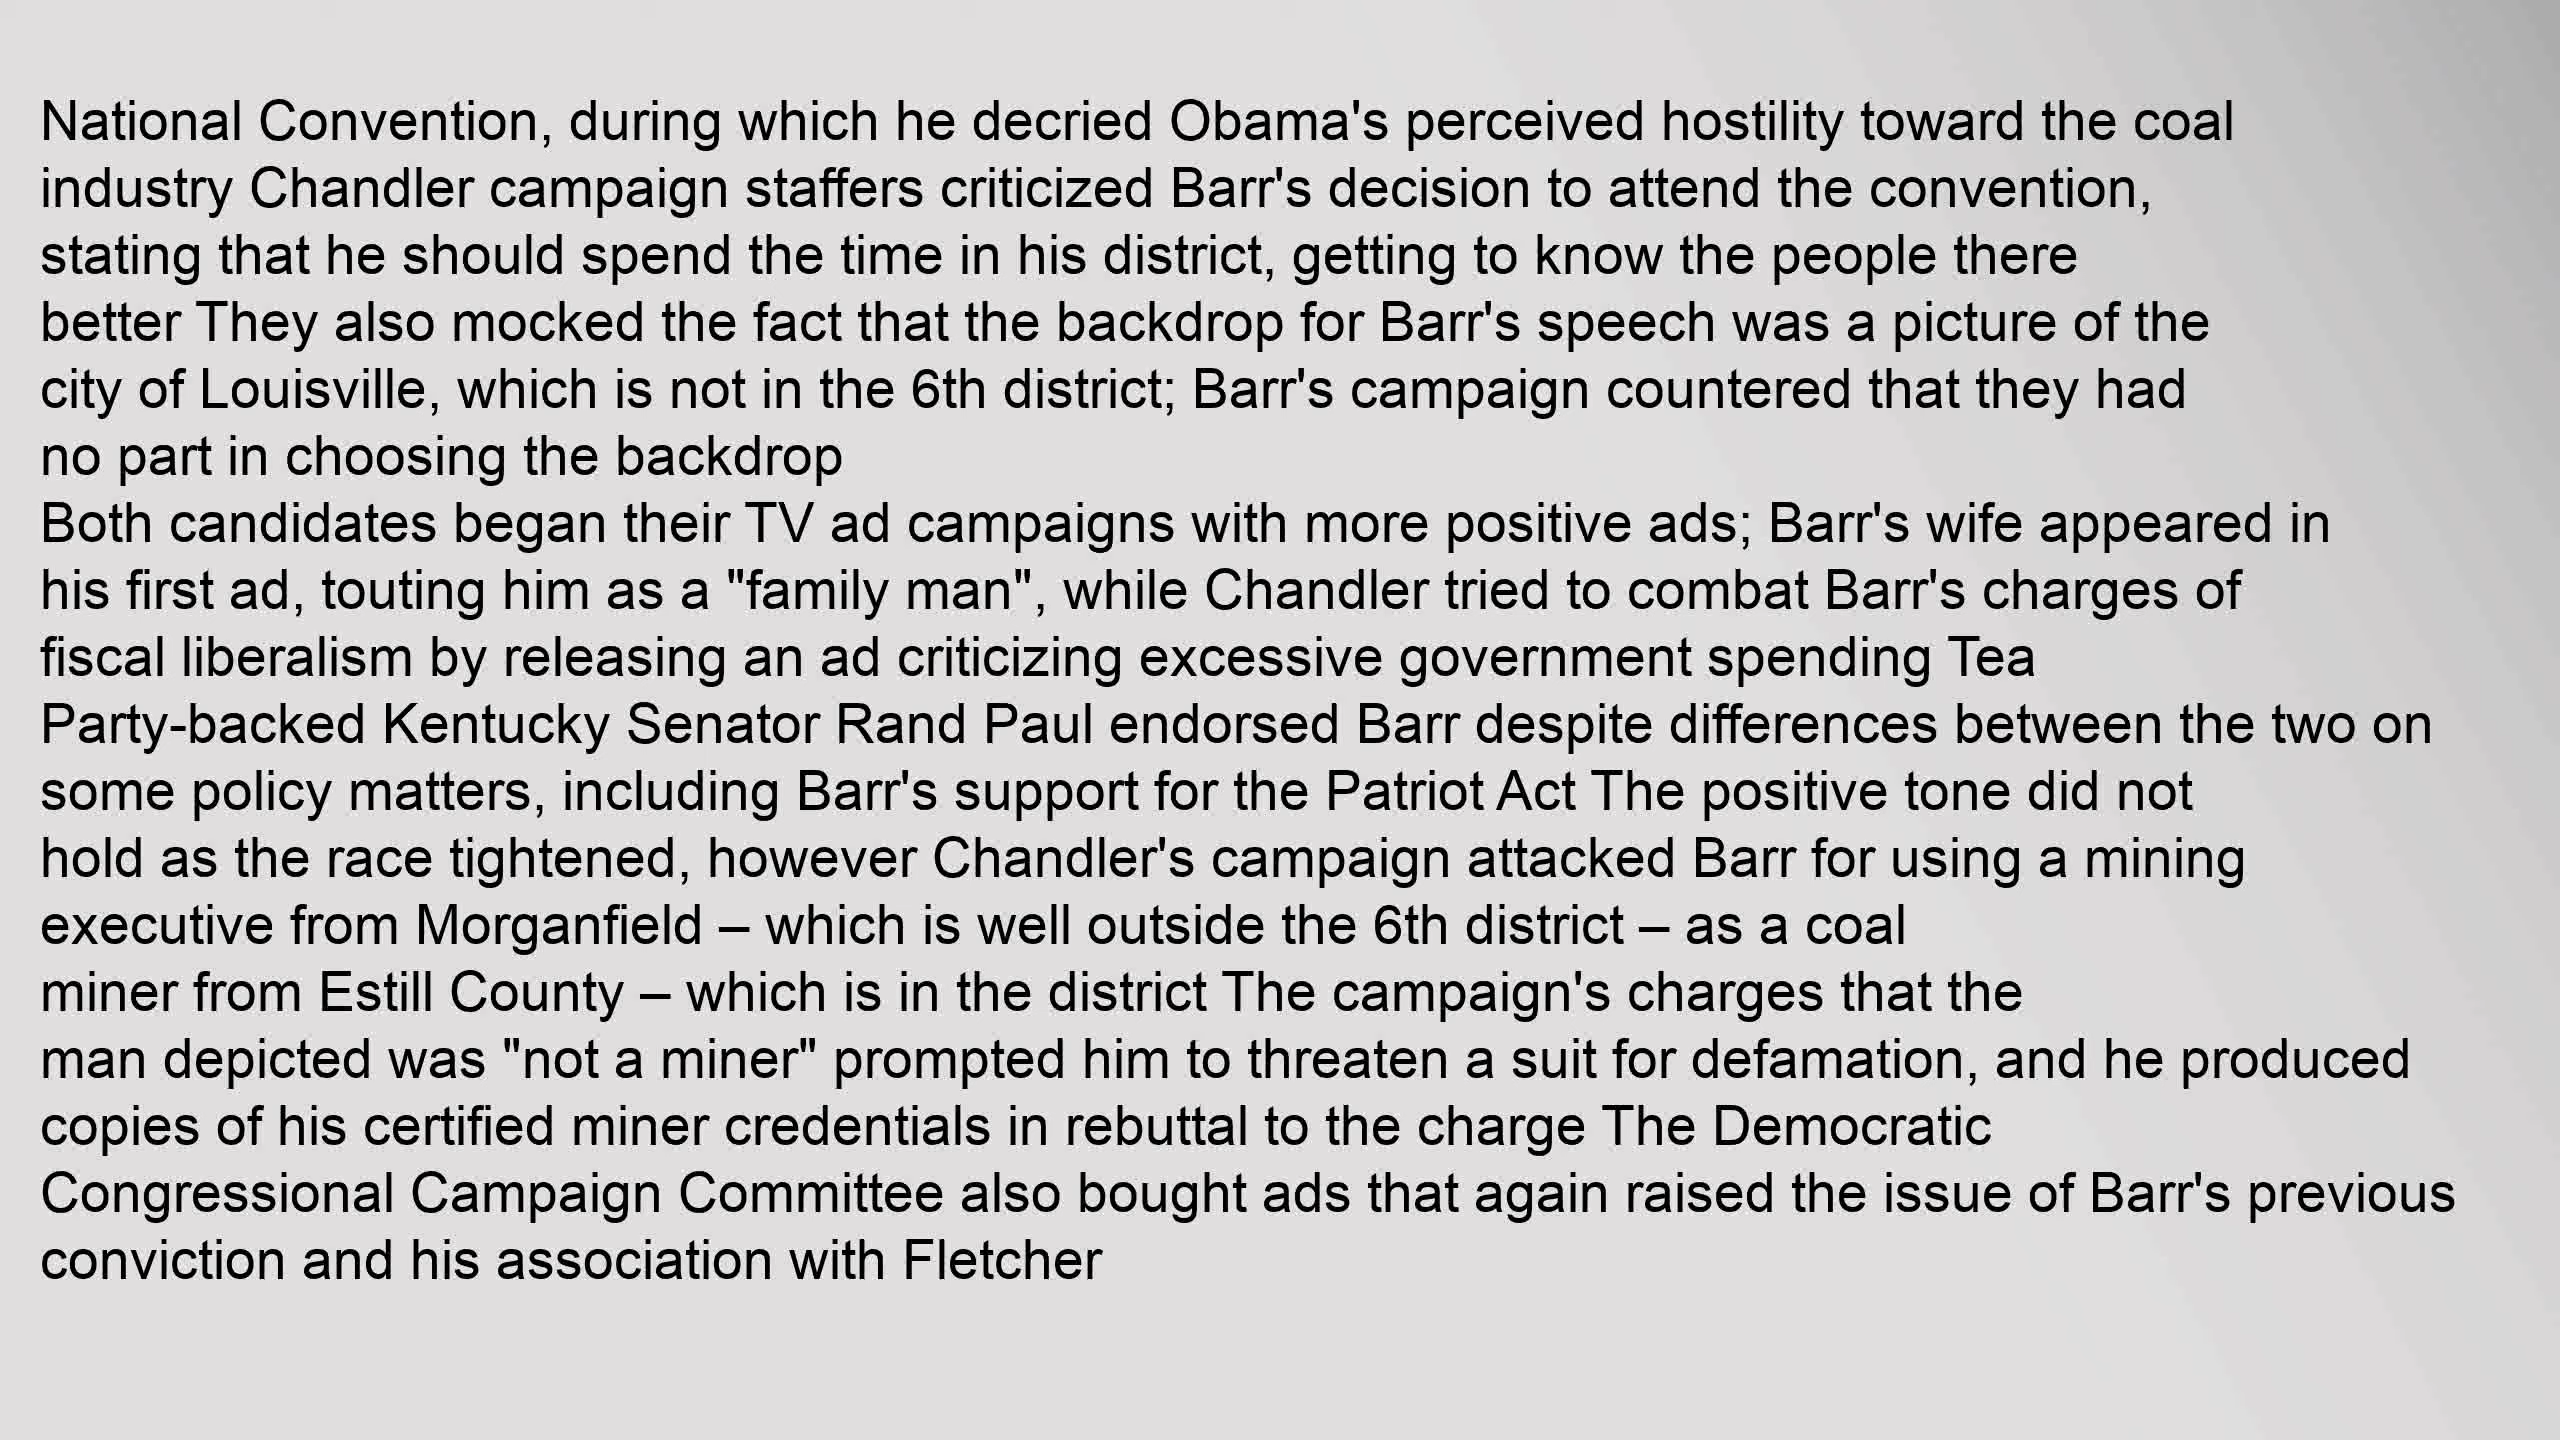 National Convention, during which he decried Obama's perceived hostility toward the coal
industry Chandler campaign staffers criticized Barr's decision to attend the convention,
stating that he should spend the time in his district, getting to know the people there
better They also mocked the fact that the backdrop for Barr's speech was a picture of the
city of Louisville, which is not in the 6th district; Barr's campaign countered that they had
no part in choosing the backdrop
Both candidates began their TV ad campaigns with more positive ads; Barr's wife appeared in
his first ad, touting him as a "family man", while Chandler tried to combat Barr's charges of
fiscal liberalism by releasing an ad criticizing excessive government spending Tea
Party-backed Kentucky Senator Rand Paul endorsed Barr despite differences between the two on
some policy matters, including Barr's support for the Patriot Act The positive tone did not
hold as the race tightened, however Chandler's campaign attacked Barr for using a mining
executive from Morganfield – which is well outside the 6th district – as a coal
miner from Estill County – which is in the district The campaign's charges that the
man depicted was "not a miner" prompted him to threaten a suit for defamation, and he produced
copies of his certified miner credentials in rebuttal to the charge The Democratic
Congressional Campaign Committee also bought ads that again raised the issue of Barr's previous
conviction and his association with Fletcher